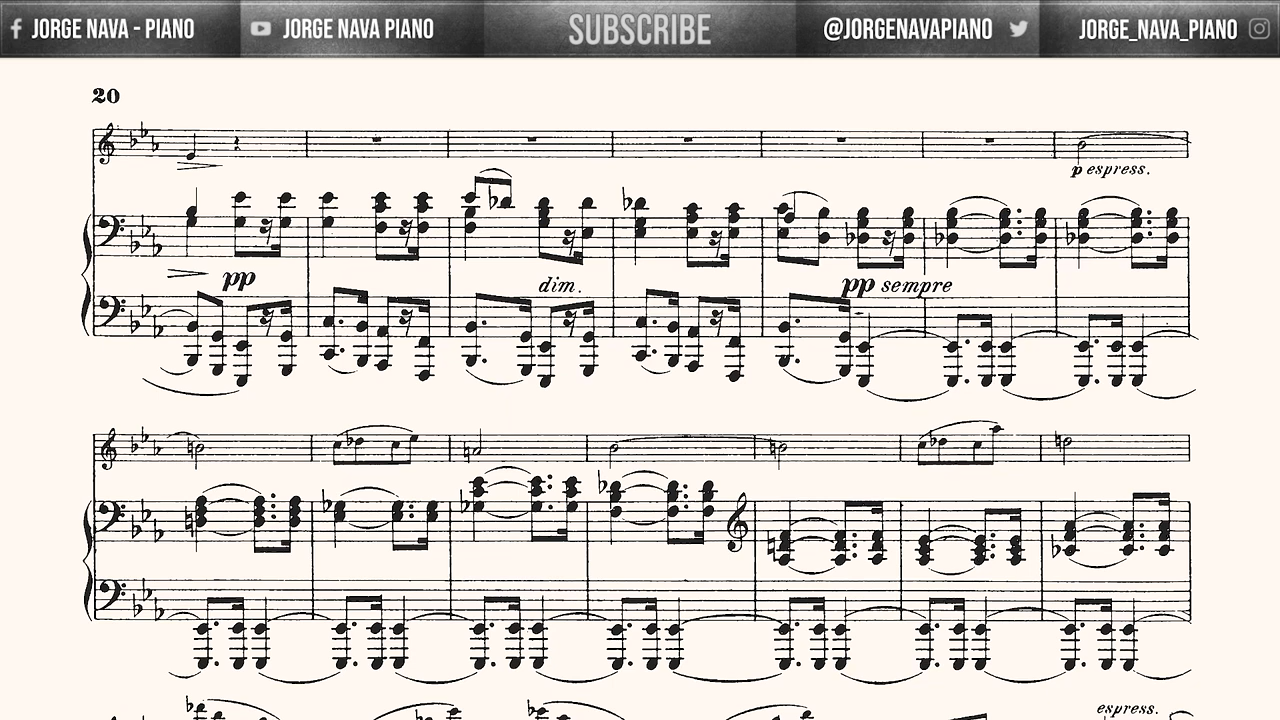 JORGE NAVA - PIANO JORGE NAVA PIANO SUBSCRIBE @JORGENAVAPIANO JORGE_NAVA_PIANO
20
p espress.
pp dim. pp sempre
espress.